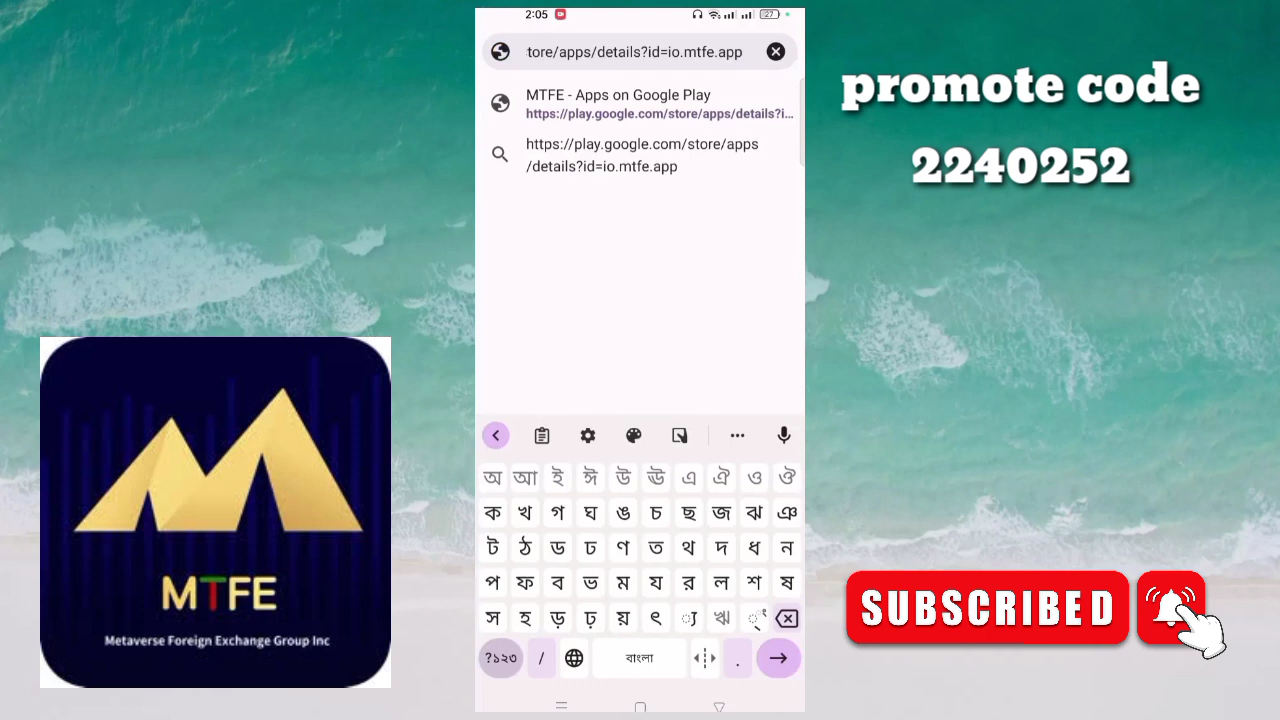 2:05
27
tore/apps/details?id=io.mtfe.app
MTFE - Apps on Google Play
https://play.google.com/store/apps/details?i...
https://play.google.com/store/apps
/details?id=io.mtfe.app
promote code
2240252
MTFE
Metaverse Foreign Exchange Group Inc
SUBSCRIBED
অ আ ই ঈ উ ঊ এ ঐ ও ঔ
ক খ গ ঘ ঙ চ ছ জ ঝ ঞ
ট ঠ ড ঢ ণ ত থ দ ধ ন
প ফ ব ভ ম য র ল শ ষ
স হ ড় ঢ় য় ৎ ্য ঋ
?১২৩ / বাংলা .